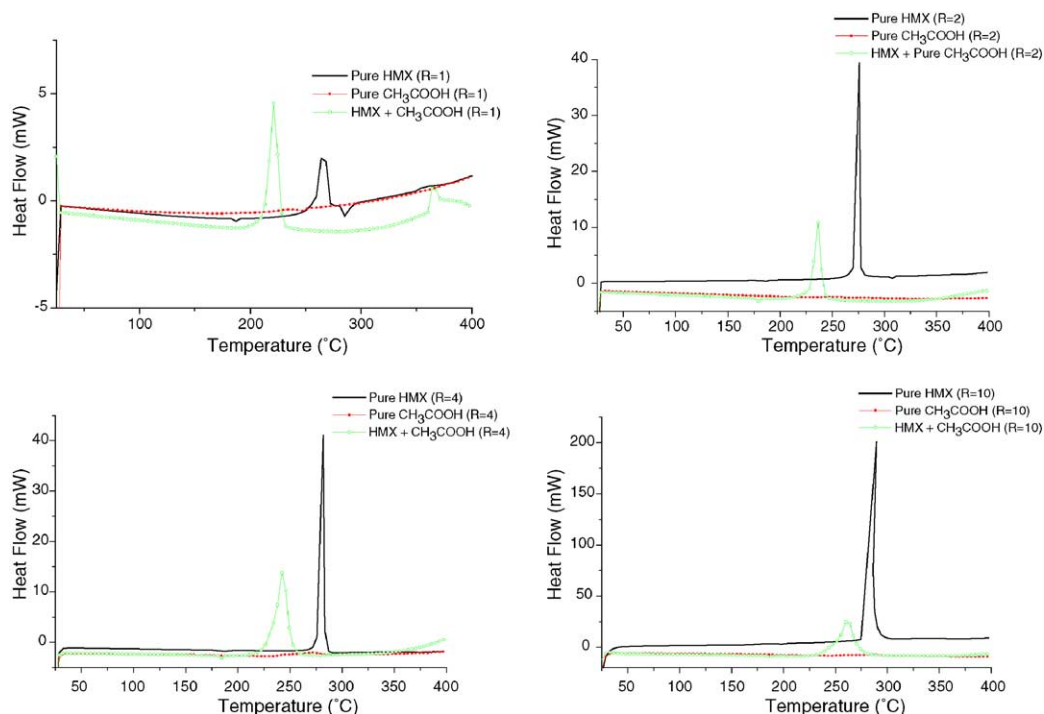 Pure HMX (R=1)
Pure CH₃COOH (R=1)
HMX + CH₃COOH (R=1)
Heat Flow (mW)
5
0
-5
100
200
300
400
Temperature (˚C)
Pure HMX (R=2)
Pure CH₃COOH (R=2)
HMX + Pure CH₃COOH (R=2)
Heat Flow (mW)
40
30
20
10
0
50
100
150
200
250
300
350
400
Temperature (˚C)
Pure HMX (R=4)
Pure CH₃COOH (R=4)
HMX + CH₃COOH (R=4)
Heat Flow (mW)
40
30
20
10
0
50
100
150
200
250
300
350
400
Temperature (˚C)
Pure HMX (R=10)
Pure CH₃COOH (R=10)
HMX + CH₃COOH (R=10)
Heat Flow (mW)
200
150
100
50
25
0
50
100
150
200
250
300
350
400
Temperature (˚C)